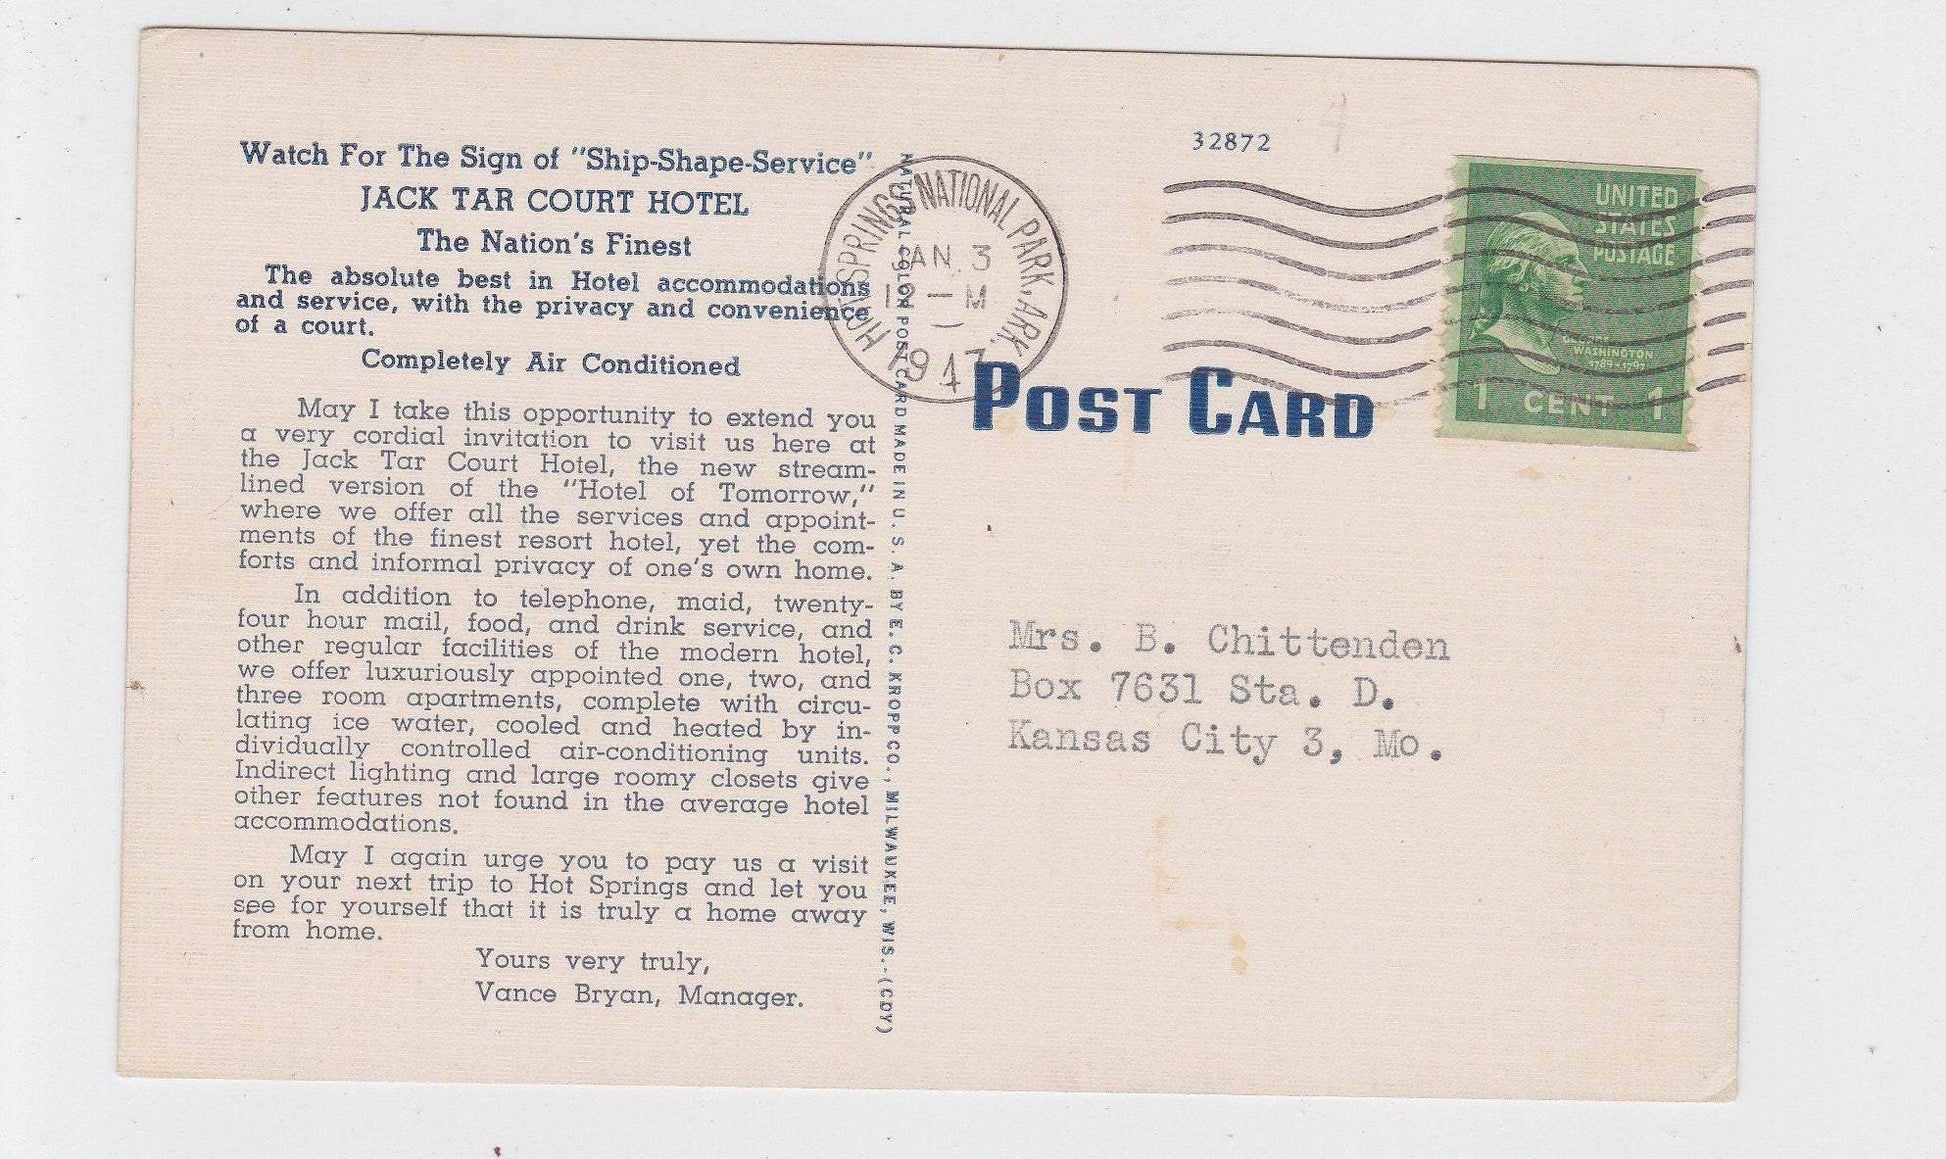 Watch For The Sign of "Ship-Shape-Service"
JACK TAR COURT HOTEL
The Nation's Finest
The absolute best in Hotel accommodations
and service, with the privacy and convenience
of a court.
Completely Air Conditioned
May I take this opportunity to extend you
a very cordial invitation to visit us here at
the Jack Tar Court Hotel, the new stream-
lined version of the "Hotel of Tomorrow,"
where we offer all the services and appoint-
ments of the finest resort hotel, yet the com-
forts and informal privacy of one's own home.
In addition to telephone, maid, twenty-
four hour mail, food, and drink service, and
other regular facilities of the modern hotel,
we offer luxuriously appointed one, two, and
three room apartments, complete with circu-
lating ice water, cooled and heated by in-
dividually controlled air-conditioning units.
Indirect lighting and large roomy closets give
other features not found in the average hotel
accommodations.
May I again urge you to pay us a visit
on your next trip to Hot Springs and let you
see for yourself that it is truly a home away
from home.
Yours very truly,
Vance Bryan, Manager.
NATURAL COLOR POST CARD MADE IN U. S. A. BY E. C. KROPP CO., MILWAUKEE, WIS.-(CDY)
HOT SPRINGS NATIONAL PARK, ARK.
JAN 3
12 - M
1947
32872
4
POST CARD
UNITED
STATES
POSTAGE
GEORGE
WASHINGTON
1789-1797
1 CENT 1
Mrs. B. Chittenden
Box 7631 Sta. D.
Kansas City 3, Mo.